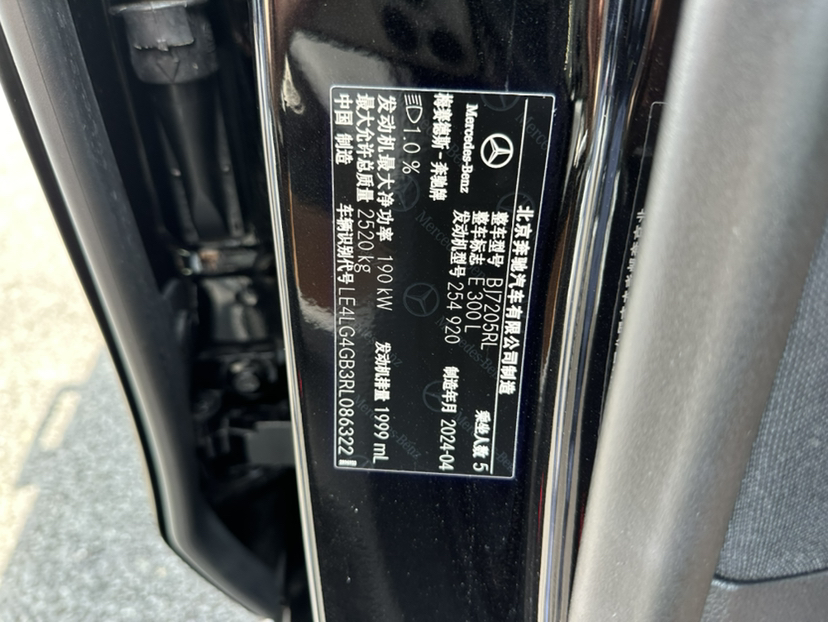 北京奔驰汽车有限公司制造
Mercedes-Benz
梅赛德斯-奔驰牌
整车型号 BJ7205RL 乘坐人数 5
整车标志 E 300 L
发动机型号 254 920 制造年月 2024-04
1.0 %
发动机最大净功率 190 kW 发动机排量 1999 mL
最大允许总质量 2520 kg
中国 制造 车辆识别代号 LE4LG4GB3RL086322